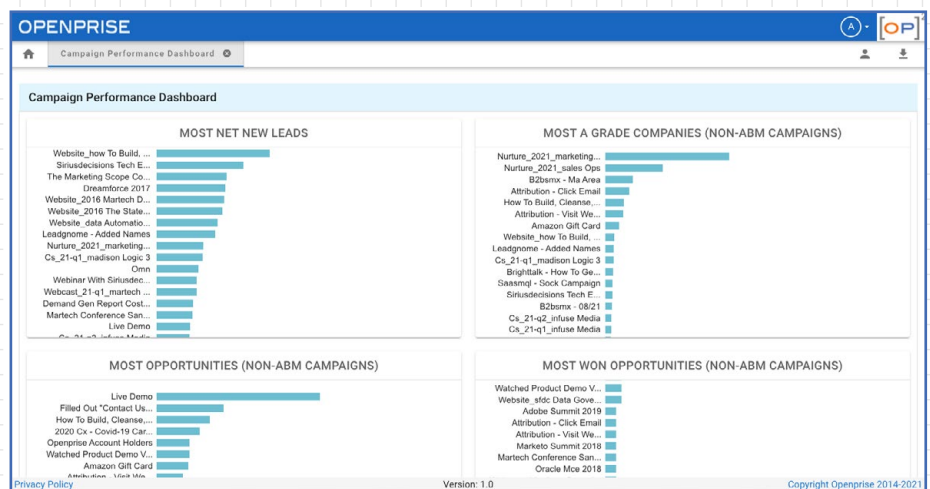 OPENPRISE
A
[OP]
Campaign Performance Dashboard
Campaign Performance Dashboard
MOST NET NEW LEADS
Website_how To Build, ...
Siriusdecisions Tech E...
The Marketing Scope Co...
Dreamforce 2017
Website_2016 Martech D...
Website_2016 The State...
Website_data Automatio...
Leadgnome - Added Names
Nurture_2021_marketing...
Cs_21-q1_madison Logic 3
Omn
Webinar With Siriusdec...
Webcast_21-q1_martech ...
Demand Gen Report Cost...
Martech Conference San...
Live Demo
Cs_21-q2_infuse Media
MOST A GRADE COMPANIES (NON-ABM CAMPAIGNS)
Nurture_2021_marketing...
Nurture_2021_sales Ops
B2bsmx - Ma Area
Attribution - Click Email
How To Build, Cleanse,...
Attribution - Visit We...
Amazon Gift Card
Website_how To Build, ...
Leadgnome - Added Names
Cs_21-q1_madison Logic 3
Brighttalk - How To Ge...
Saasmql - Sock Campaign
Siriusdecisions Tech E...
B2bsmx - 08/21
Cs_21-q2_infuse Media
Cs_21-q1_infuse Media
MOST OPPORTUNITIES (NON-ABM CAMPAIGNS)
Live Demo
Filled Out "Contact Us...
How To Build, Cleanse,...
2020 Cx - Covid-19 Car...
Openprise Account Holders
Watched Product Demo V...
Amazon Gift Card
Attribution - Visit We...
MOST WON OPPORTUNITIES (NON-ABM CAMPAIGNS)
Watched Product Demo V...
Website_sfdc Data Gove...
Adobe Summit 2019
Attribution - Click Email
Attribution - Visit We...
Marketo Summit 2018
Martech Conference San...
Oracle Mce 2018
Privacy Policy
Version: 1.0
Copyright Openprise 2014-2021